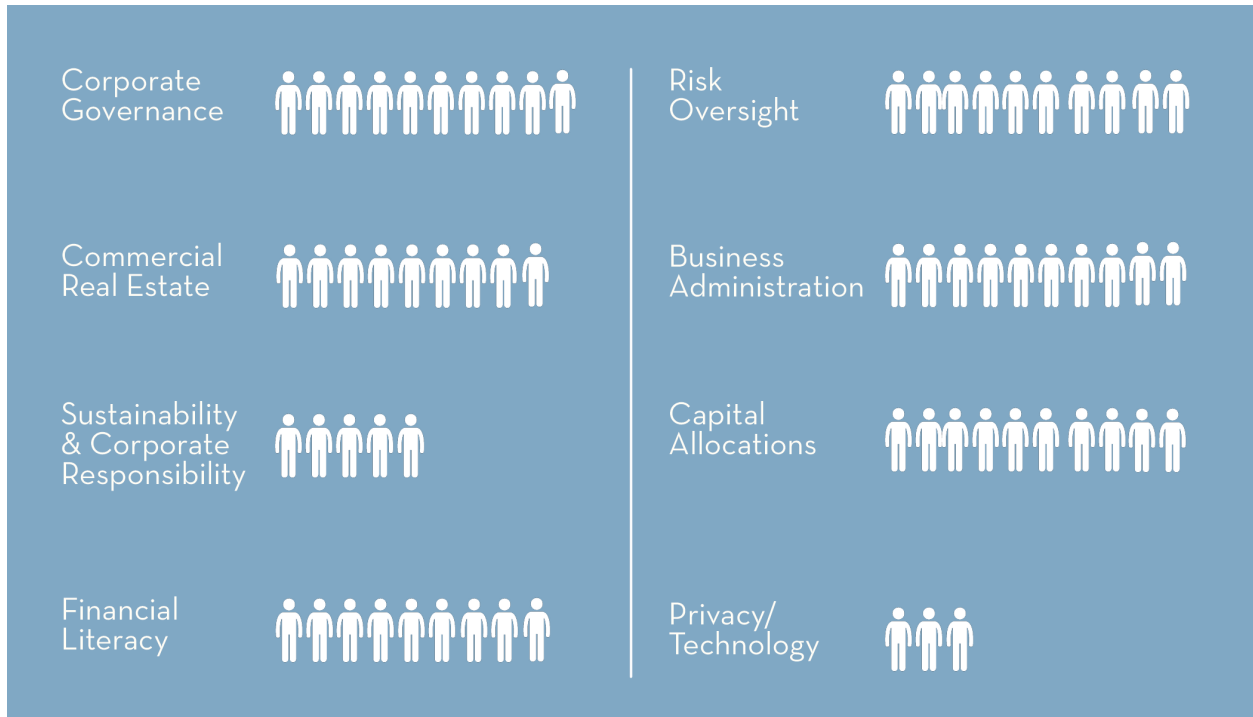 Corporate
Governance
Commercial
Real Estate
Sustainability
& Corporate
Responsibility
Financial
Literacy
Risk
Oversight
Business
Administration
Capital
Allocations
Privacy/
Technology